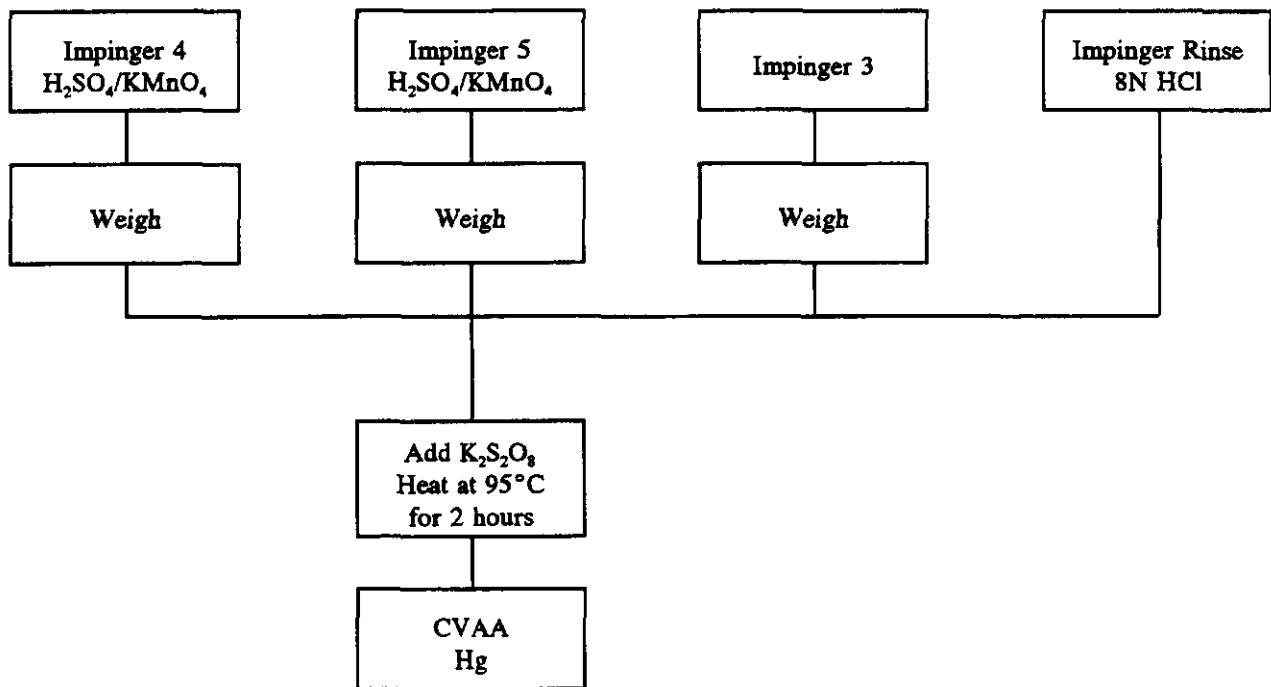 Impinger 4
H₂SO₄/KMnO₄
Impinger 5
H₂SO₄/KMnO₄
Impinger 3
Impinger Rinse
8N HCl
Weigh
Weigh
Weigh
Add K₂S₂O₈
Heat at 95°C
for 2 hours
CVAA
Hg